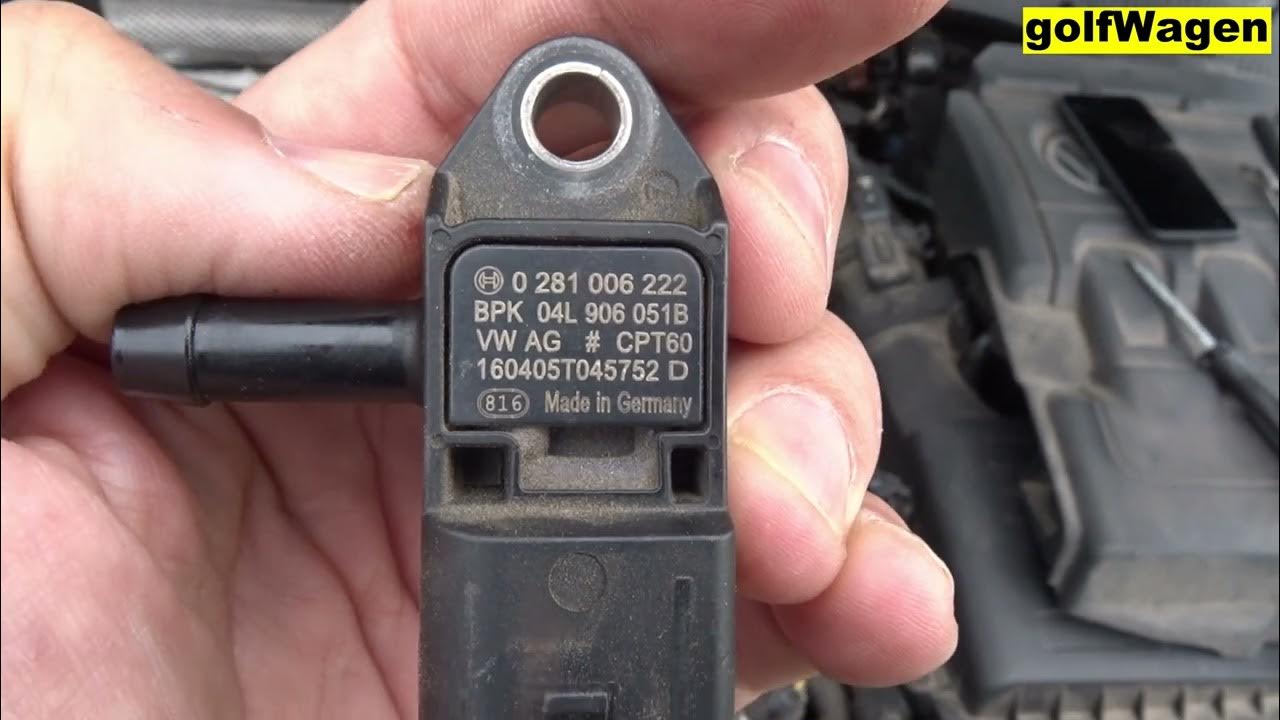 golfWagen
0 281 006 222
BPK 04L 906 051B
VW AG # CPT60
160405T045752 D
816 Made in Germany